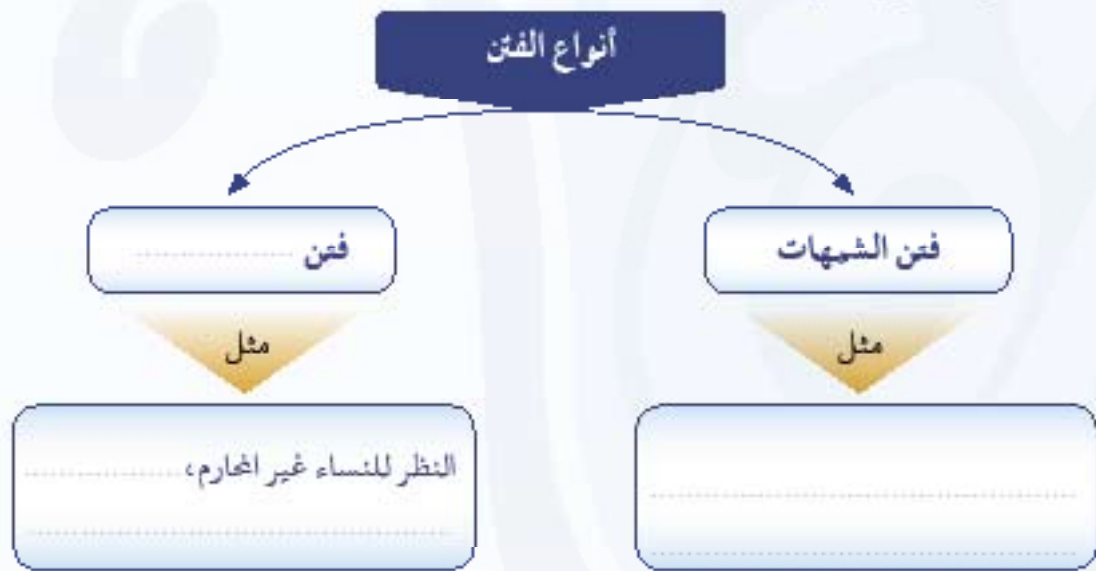 أنواع الفتن
فتن الشبهات
فتن ..................
مثل
مثل
النظر للنساء غير المحارم، ..................